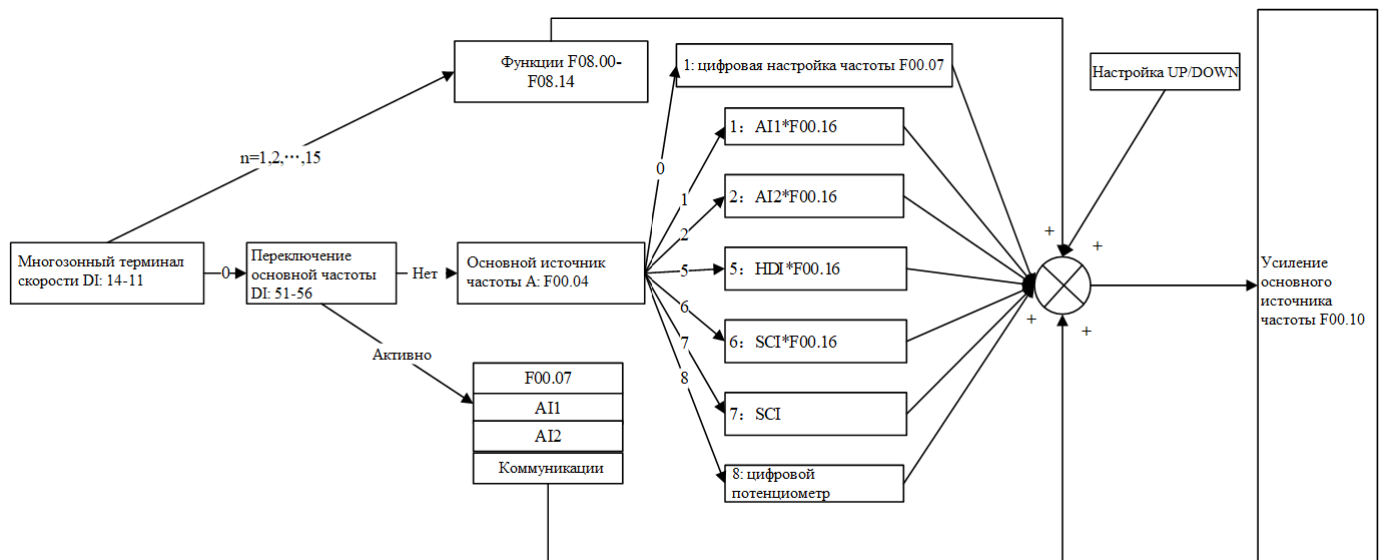 Функции F08.00-
F08.14
1: цифровая настройка частоты F00.07
Настройка UP/DOWN
1: AI1*F00.16
n=1,2,⋯,15
0
1
2: AI2*F00.16
2
+
+
Многозонный терминал
скорости DI: 14-11
0
Переключение
основной частоты
DI: 51-56
Нет
Основной источник
частоты A: F00.04
5
5: HDI*F00.16
Усиление
основного
источника
частоты F00.10
6
+
+
6: SCI*F00.16
7
Активно
8
F00.07
AI1
7: SCI
AI2
Коммуникации
8: цифровой
потенциометр